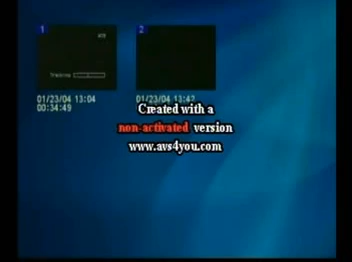 1 2
01/23/04 13:04 01/23/04 13:42
00:34:49
Created with a
non-activated version
www.avs4you.com